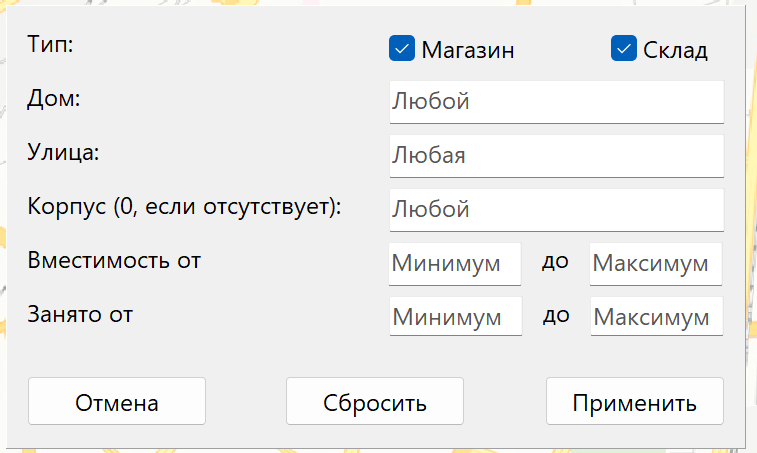 Тип: Магазин Склад
Дом: Любой
Улица: Любая
Корпус (0, если отсутствует): Любой
Вместимость от Минимум до Максимум
Занято от Минимум до Максимум
Отмена Сбросить Применить